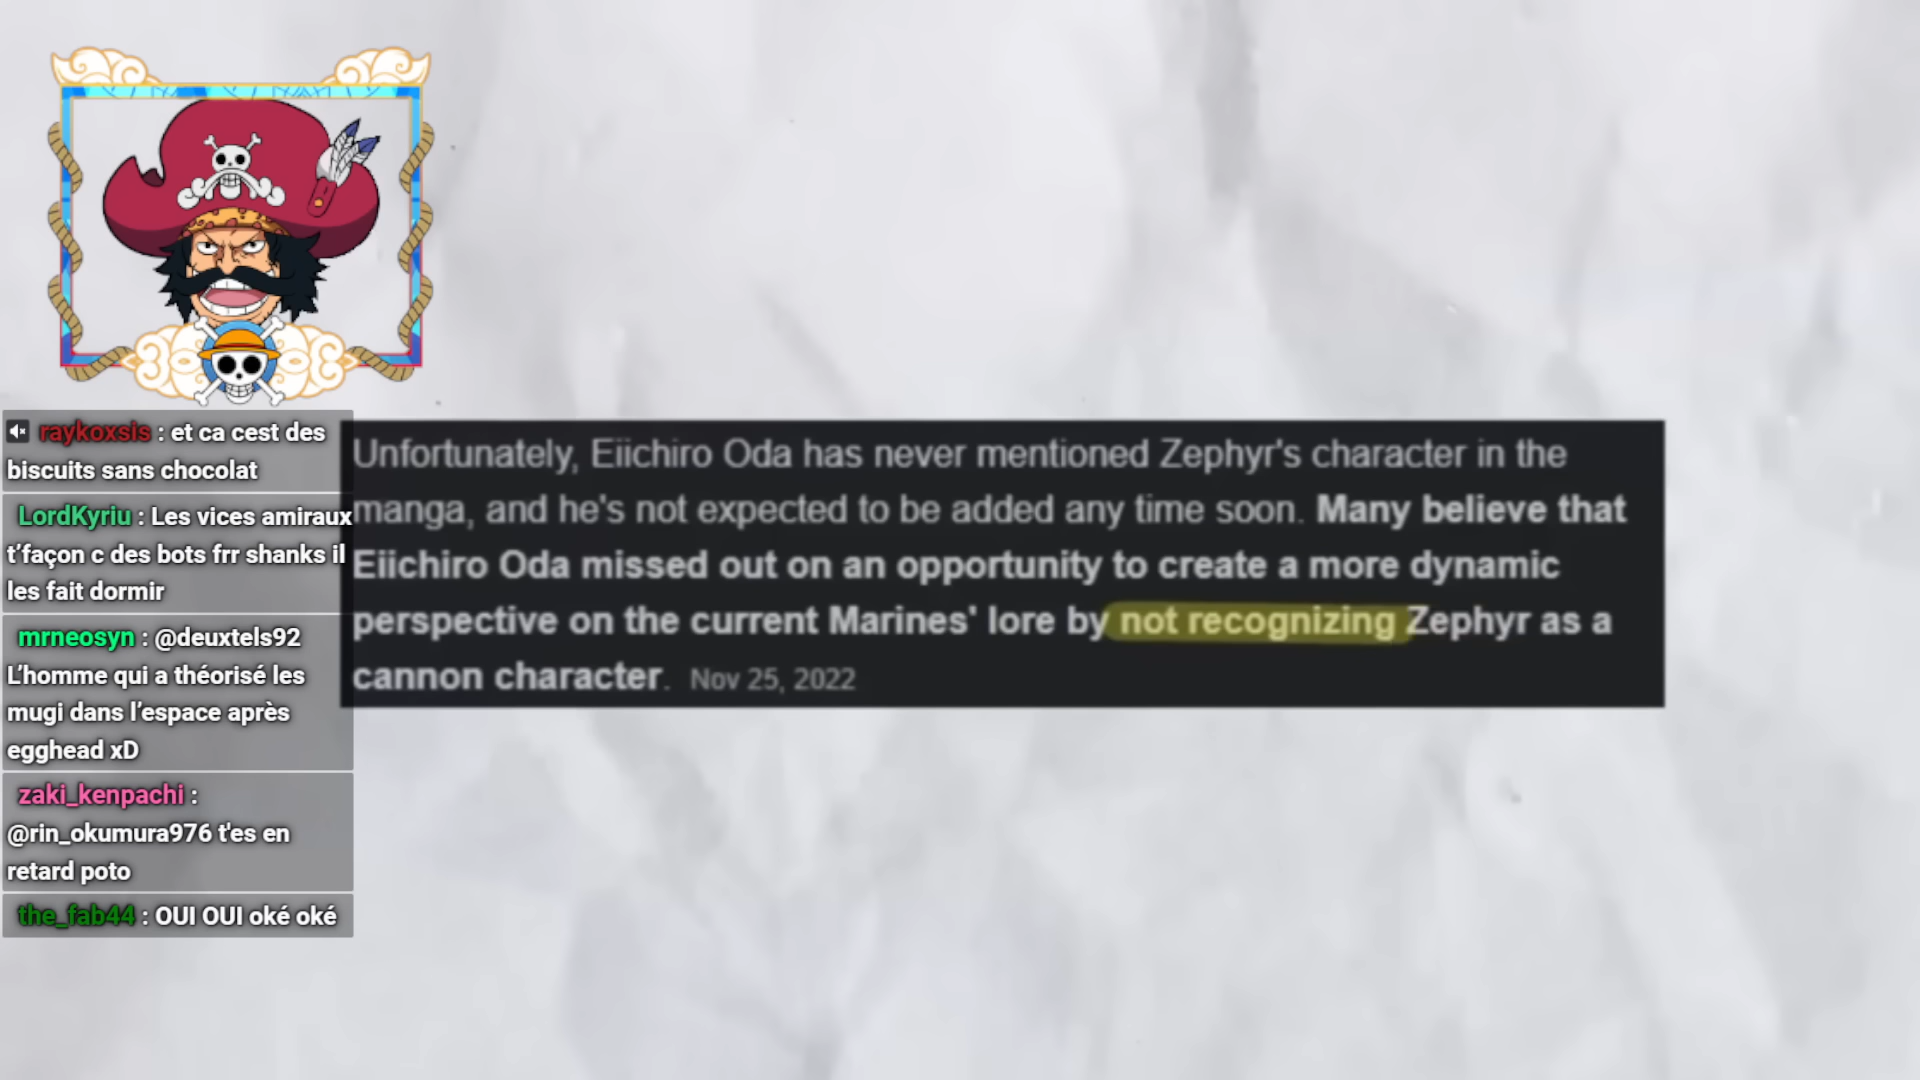 raykoxsis : et ca cest des
biscuits sans chocolat
LordKyriu : Les vices amiraux
t’façon c des bots frr shanks il
les fait dormir
mrneosyn : @deuxtels92
L’homme qui a théorisé les
mugi dans l’espace après
egghead xD
zaki_kenpachi :
@rin_okumura976 t'es en
retard poto
the_fab44 : OUI OUI oké oké
Unfortunately, Eiichiro Oda has never mentioned Zephyr's character in the
manga, and he's not expected to be added any time soon. Many believe that
Eiichiro Oda missed out on an opportunity to create a more dynamic
perspective on the current Marines' lore by not recognizing Zephyr as a
cannon character. Nov 25, 2022